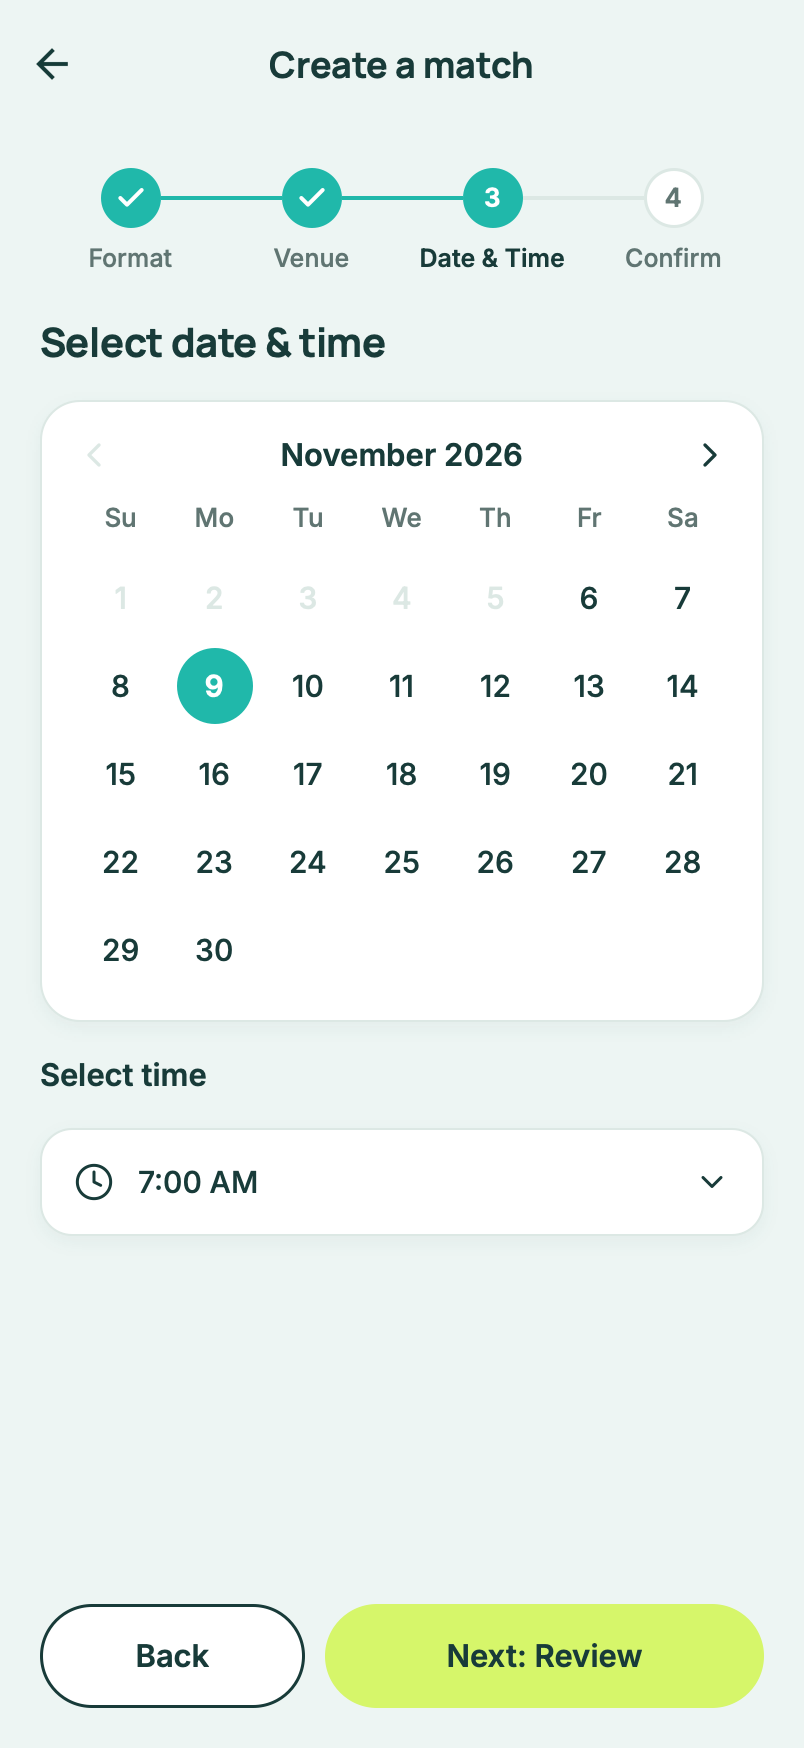 Create a match
3
4
Format
Venue
Date & Time
Confirm
Select date & time
November 2026
Su Mo Tu We Th Fr Sa
1 2 3 4 5 6 7
8 9 10 11 12 13 14
15 16 17 18 19 20 21
22 23 24 25 26 27 28
29 30
Select time
7:00 AM
Back
Next: Review